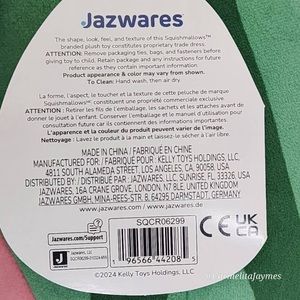 Jazwares
The shape, look, feel, and texture of this Squishmallows™
branded plush toy constitutes proprietary trade dress.
ATTENTION: Remove packaging, ties, bags, and fasteners before
giving toy to child. Retain package and instructions for future
reference as they contain important information.
Product appearance & color may vary from shown.
To Clean: Hand wash, then air dry.
La forme, l'aspect, le toucher et la texture de cette peluche de marque
Squishmallows™ constituent une propriété commerciale exclusive
ATTENTION : Retirer les fils de l'emballage, les sachets et les attaches avant
de donner le jouet à l'enfant. Conserver l'emballage et le manuel d'utilisation
pour consultation future car ils contiennent des informations importantes.
L'apparence et la couleur du produit peuvent varier de l'image.
Nettoyage : Lavez à la main et laissez-le sécher à l'air libre.
MADE IN CHINA / FABRIQUÉ EN CHINE
MANUFACTURED FOR: / FABRIQUÉ POUR : KELLY TOYS HOLDINGS, LLC,
4811 SOUTH ALAMEDA STREET, LOS ANGELES, CA 90058, USA
DISTRIBUTED BY: / DISTRIBUÉ PAR : JAZWARES, LLC, SUNRISE, FL 33326, USA
JAZWARES 16A CRANE GROVE, LONDON, N7 8LE, UNITED KINGDOM
JAZWARES GMBH, MINA-REES-STR. 8, 64295 DARMSTADT, GERMANY
Jazwares.com/Support
Jazwares, LLC
SQCR06299
1 96566 44208 5
CE UK CA
©2024 Kelly Toys Holdings, LLC
@CarmelitaJaymes